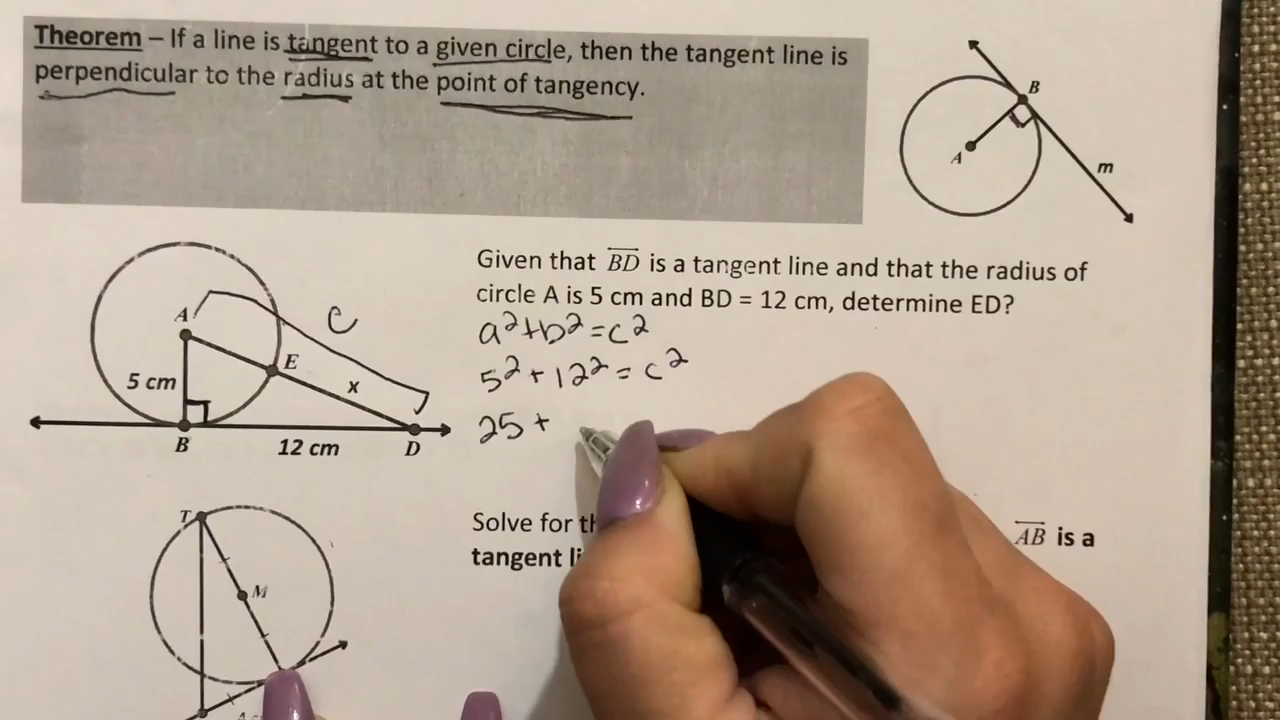 Theorem – If a line is tangent to a given circle, then the tangent line is
perpendicular to the radius at the point of tangency.
B
A
m
Given that BD is a tangent line and that the radius of
circle A is 5 cm and BD = 12 cm, determine ED?
a²+b²=c²
5²+12²=c²
25+
A
c
E
5 cm
x
B
12 cm
D
Solve for
AB is a
tangent
T
M